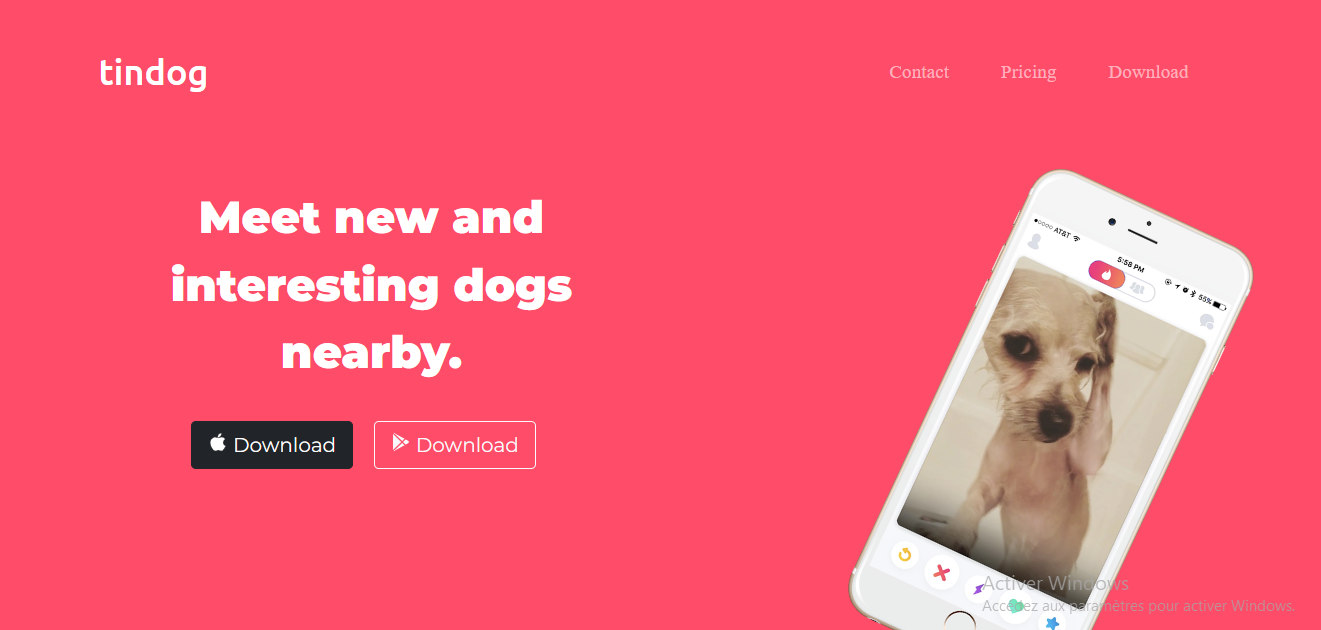 tindog
Contact Pricing Download
Meet new and
interesting dogs
nearby.
Download Download
AT&T 5:58 PM 55%
Activer Windows
Accédez aux paramètres pour activer Windows.